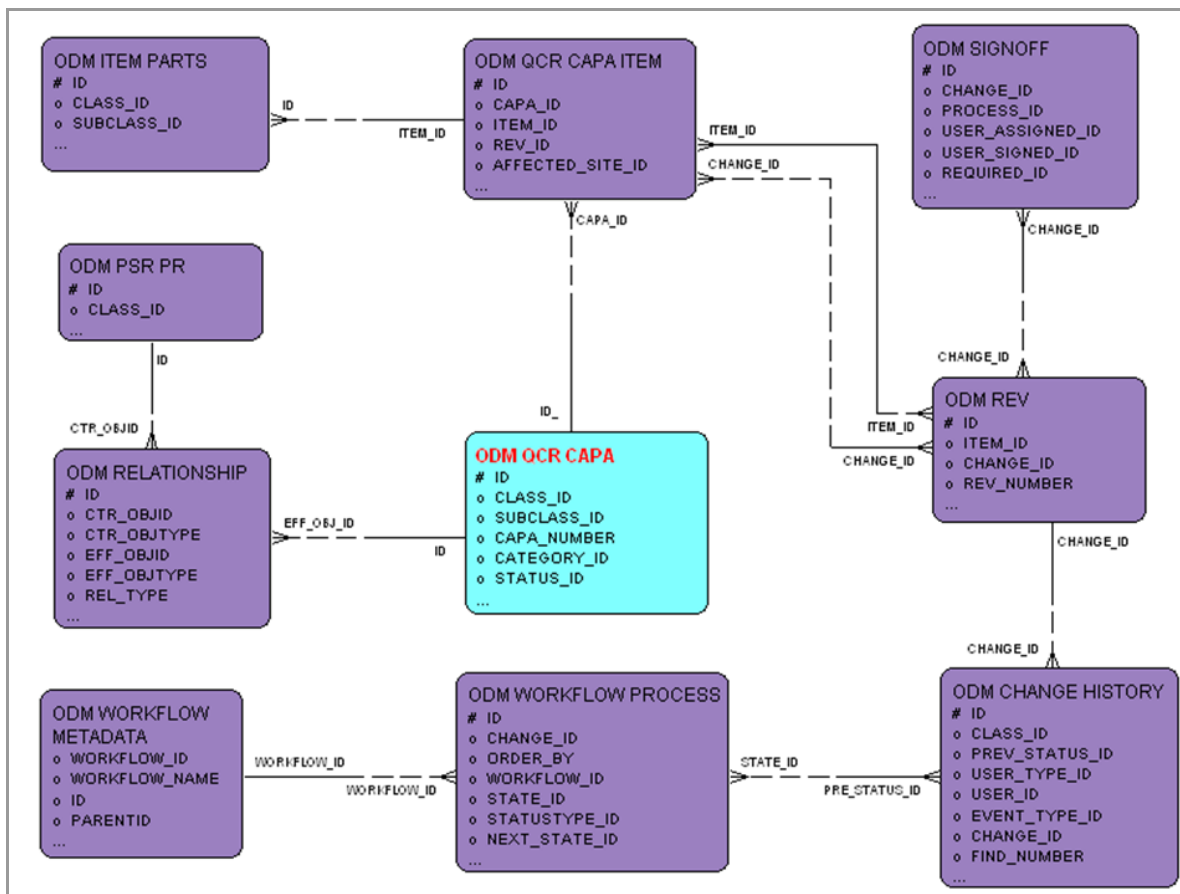 ODM ITEM PARTS
# ID
o CLASS_ID
o SUBCLASS_ID
...
ID
ITEM_ID
ODM QCR CAPA ITEM
# ID
o CAPA_ID
o ITEM_ID
o REV_ID
o AFFECTED_SITE_ID
...
ITEM_ID
CHANGE_ID
CAPA_ID
ODM SIGNOFF
# ID
o CHANGE_ID
o PROCESS_ID
o USER_ASSIGNED_ID
o USER_SIGNED_ID
o REQUIRED_ID
...
CHANGE_ID
CHANGE_ID
ODM PSR PR
# ID
o CLASS_ID
...
ID
CTR_OBJID
ODM RELATIONSHIP
# ID
o CTR_OBJID
o CTR_OBJTYPE
o EFF_OBJID
o EFF_OBJTYPE
o REL_TYPE
...
EFF_OBJ_ID
ID
ID_
ODM QCR CAPA
# ID
o CLASS_ID
o SUBCLASS_ID
o CAPA_NUMBER
o CATEGORY_ID
o STATUS_ID
...
ITEM_ID
CHANGE_ID
ODM REV
# ID
o ITEM_ID
o CHANGE_ID
o REV_NUMBER
...
CHANGE_ID
CHANGE_ID
ODM WORKFLOW
METADATA
o WORKFLOW_ID
o WORKFLOW_NAME
o ID
o PARENTID
...
WORKFLOW_ID
WORKFLOW_ID
ODM WORKFLOW PROCESS
# ID
o CHANGE_ID
o ORDER_BY
o WORKFLOW_ID
o STATE_ID
o STATUSTYPE_ID
o NEXT_STATE_ID
...
STATE_ID
PRE_STATUS_ID
ODM CHANGE HISTORY
# ID
o CLASS_ID
o PREV_STATUS_ID
o USER_TYPE_ID
o USER_ID
o EVENT_TYPE_ID
o CHANGE_ID
o FIND_NUMBER
...